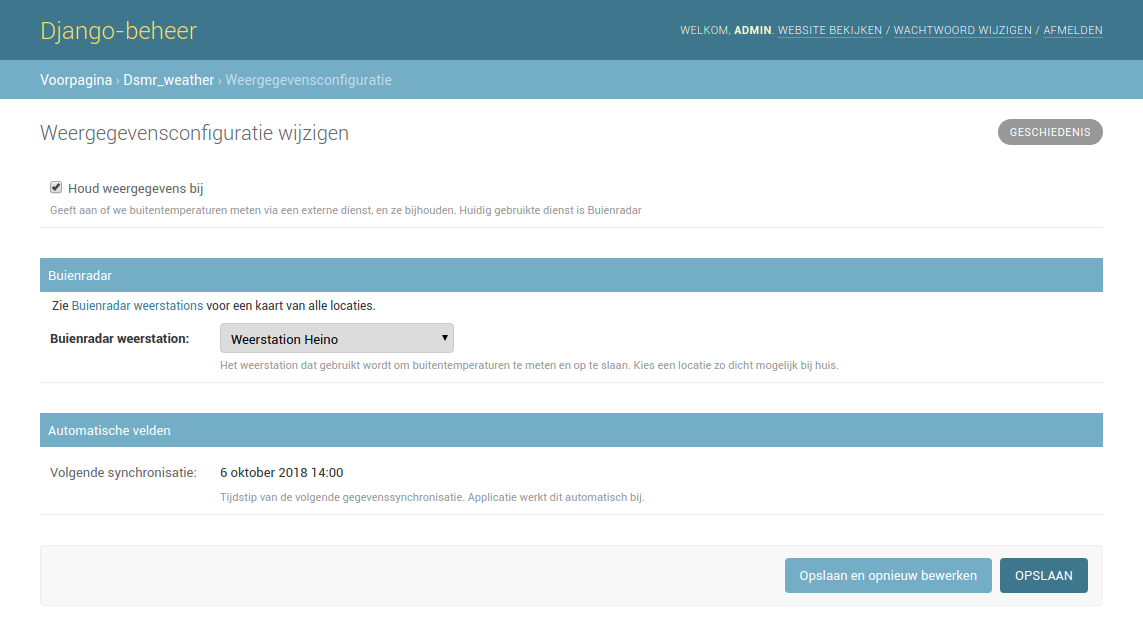 Django-beheer
WELKOM, ADMIN. WEBSITE BEKIJKEN / WACHTWOORD WIJZIGEN / AFMELDEN
Voorpagina › Dsmr_weather › Weergegevensconfiguratie
Weergegevensconfiguratie wijzigen
GESCHIEDENIS
Houd weergegevens bij
Geeft aan of we buitentemperaturen meten via een externe dienst, en ze bijhouden. Huidig gebruikte dienst is Buienradar
Buienradar
Zie Buienradar weerstations voor een kaart van alle locaties.
Buienradar weerstation: Weerstation Heino
Het weerstation dat gebruikt wordt om buitentemperaturen te meten en op te slaan. Kies een locatie zo dicht mogelijk bij huis.
Automatische velden
Volgende synchronisatie: 6 oktober 2018 14:00
Tijdstip van de volgende gegevenssynchronisatie. Applicatie werkt dit automatisch bij.
Opslaan en opnieuw bewerken OPSLAAN